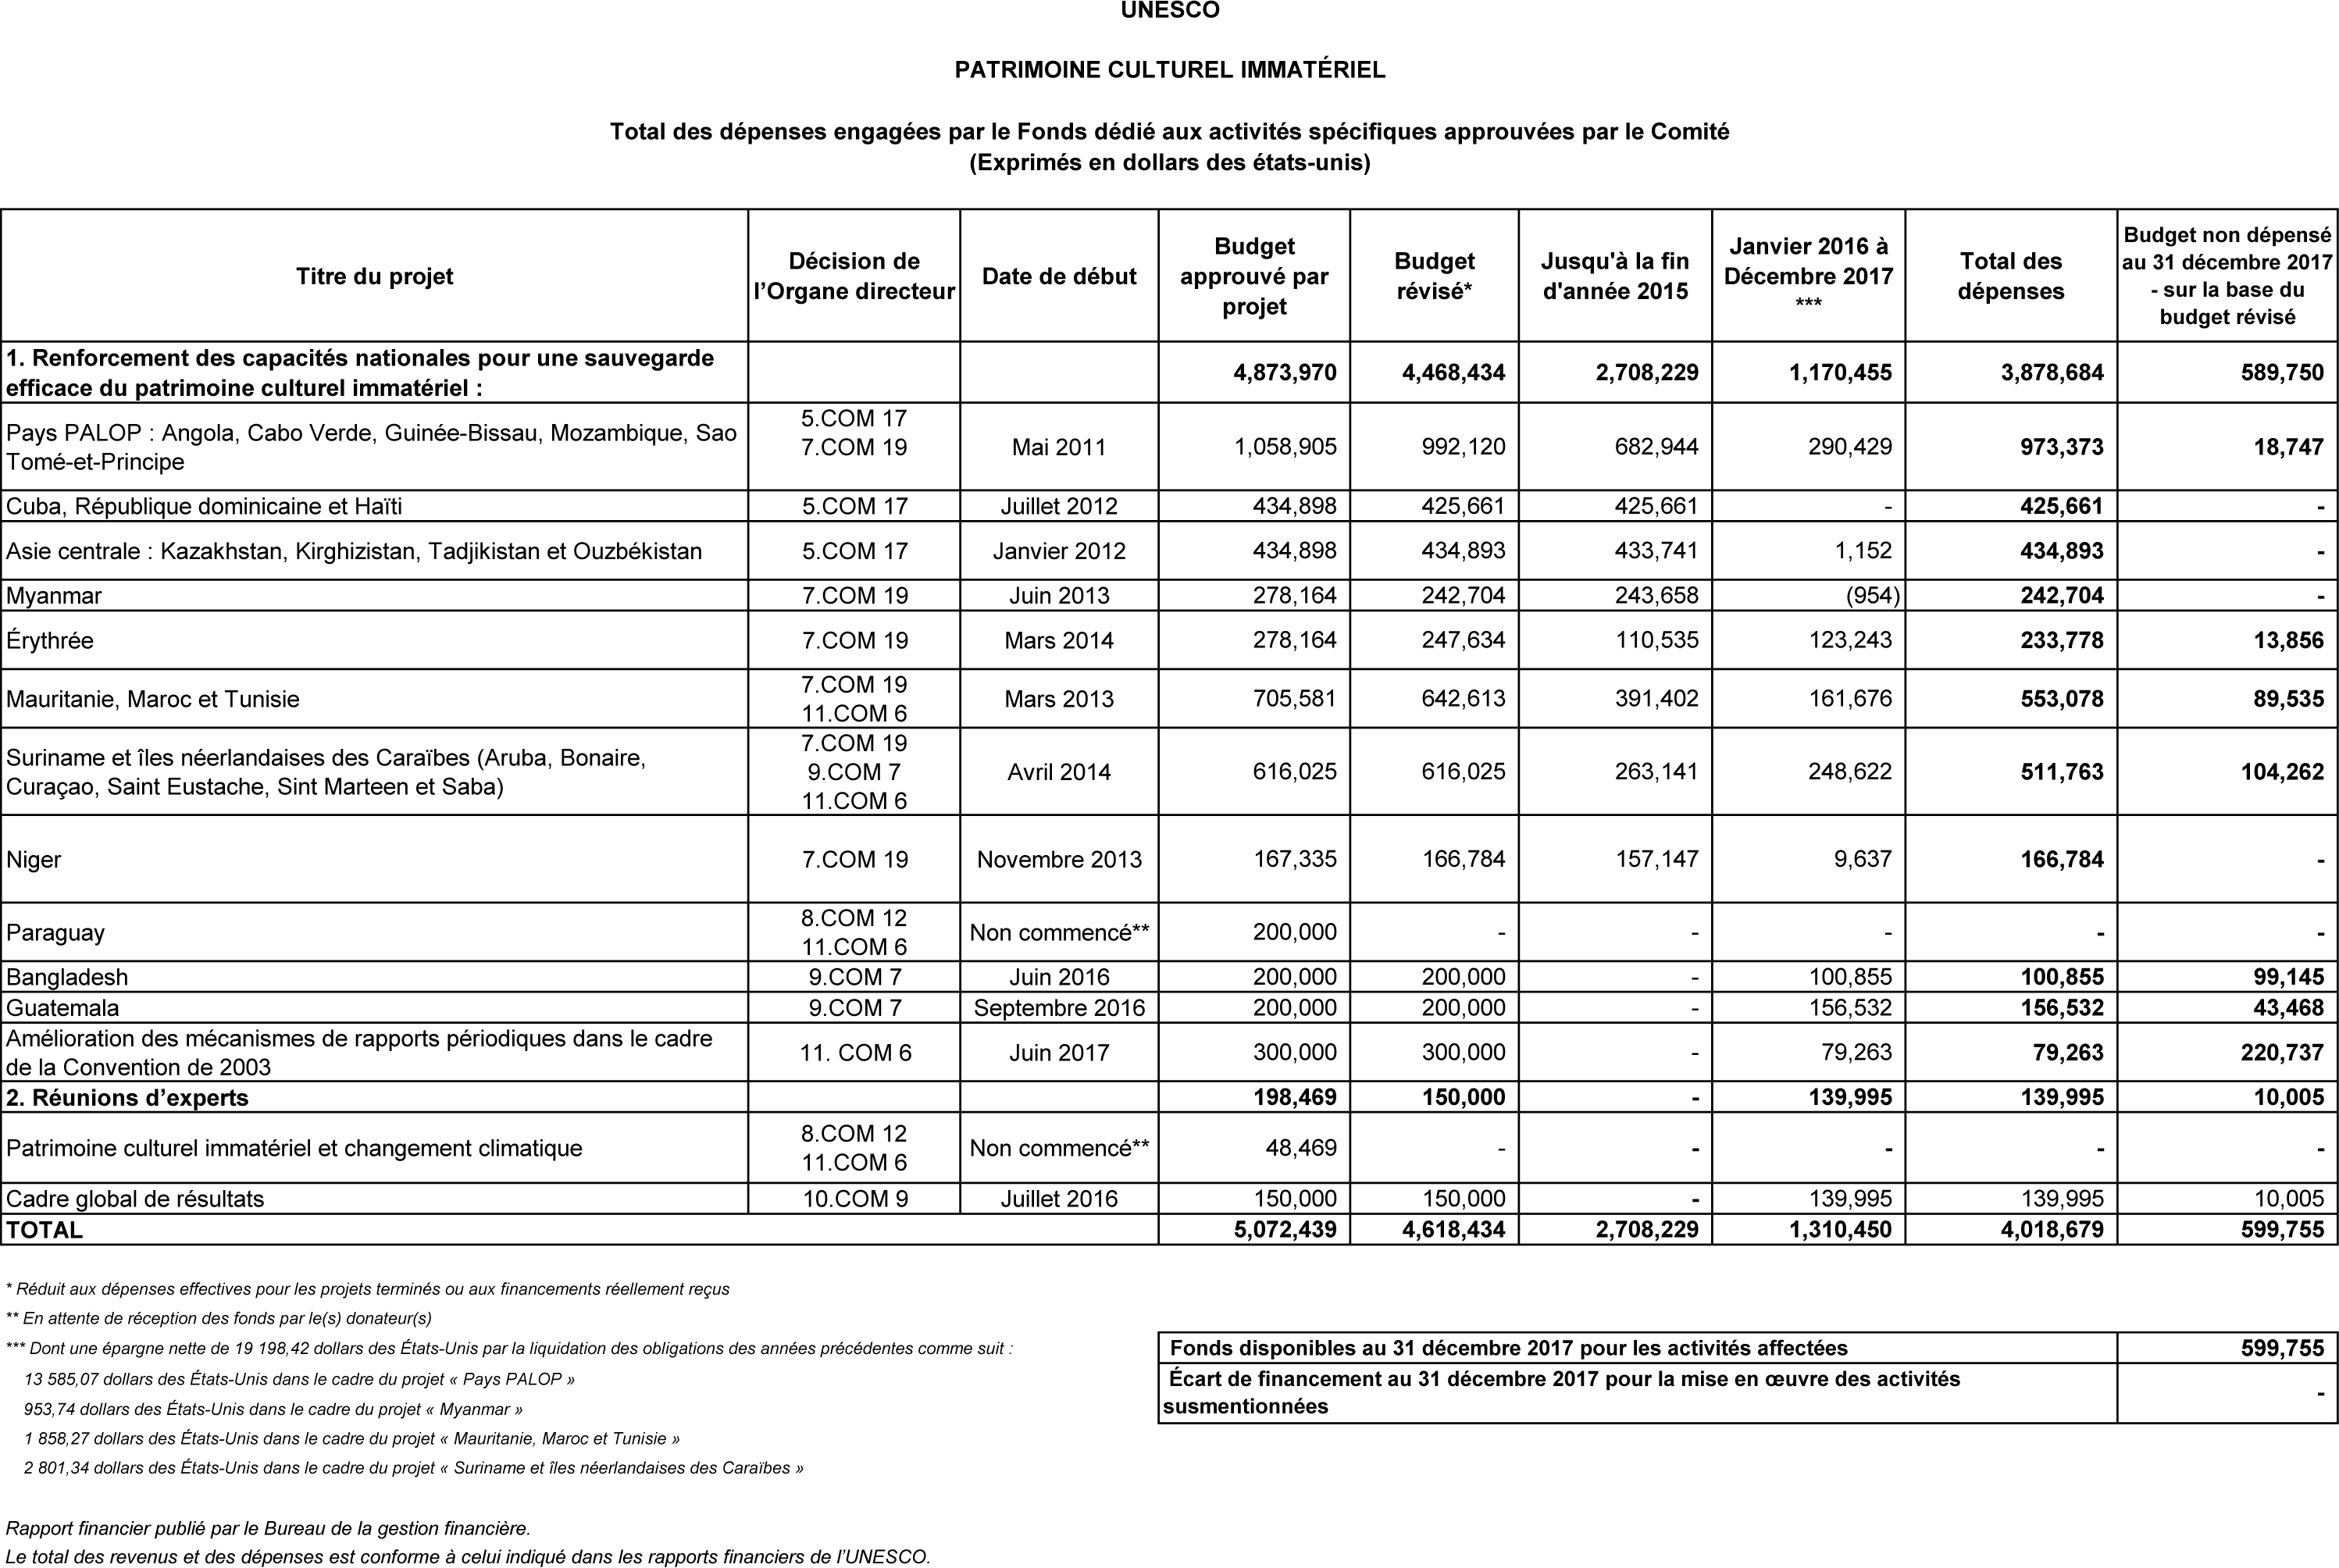 UNESCO
PATRIMOINE CULTUREL IMMATÉRIEL
Total des dépenses engagées par le Fonds dédié aux activités spécifiques approuvées par le Comité
(Exprimés en dollars des états-unis)
Titre du projet | Décision de l’Organe directeur | Date de début | Budget approuvé par projet | Budget révisé* | Jusqu'à la fin d'année 2015 | Janvier 2016 à Décembre 2017 *** | Total des dépenses | Budget non dépensé au 31 décembre 2017 - sur la base du budget révisé
1. Renforcement des capacités nationales pour une sauvegarde efficace du patrimoine culturel immatériel : | | | 4,873,970 | 4,468,434 | 2,708,229 | 1,170,455 | 3,878,684 | 589,750
Pays PALOP : Angola, Cabo Verde, Guinée-Bissau, Mozambique, Sao Tomé-et-Principe | 5.COM 17 7.COM 19 | Mai 2011 | 1,058,905 | 992,120 | 682,944 | 290,429 | 973,373 | 18,747
Cuba, République dominicaine et Haïti | 5.COM 17 | Juillet 2012 | 434,898 | 425,661 | 425,661 | - | 425,661 | -
Asie centrale : Kazakhstan, Kirghizistan, Tadjikistan et Ouzbékistan | 5.COM 17 | Janvier 2012 | 434,898 | 434,893 | 433,741 | 1,152 | 434,893 | -
Myanmar | 7.COM 19 | Juin 2013 | 278,164 | 242,704 | 243,658 | (954) | 242,704 | -
Érythrée | 7.COM 19 | Mars 2014 | 278,164 | 247,634 | 110,535 | 123,243 | 233,778 | 13,856
Mauritanie, Maroc et Tunisie | 7.COM 19 11.COM 6 | Mars 2013 | 705,581 | 642,613 | 391,402 | 161,676 | 553,078 | 89,535
Suriname et îles néerlandaises des Caraïbes (Aruba, Bonaire, Curaçao, Saint Eustache, Sint Marteen et Saba) | 7.COM 19 9.COM 7 11.COM 6 | Avril 2014 | 616,025 | 616,025 | 263,141 | 248,622 | 511,763 | 104,262
Niger | 7.COM 19 | Novembre 2013 | 167,335 | 166,784 | 157,147 | 9,637 | 166,784 | -
Paraguay | 8.COM 12 11.COM 6 | Non commencé** | 200,000 | - | - | - | - | -
Bangladesh | 9.COM 7 | Juin 2016 | 200,000 | 200,000 | - | 100,855 | 100,855 | 99,145
Guatemala | 9.COM 7 | Septembre 2016 | 200,000 | 200,000 | - | 156,532 | 156,532 | 43,468
Amélioration des mécanismes de rapports périodiques dans le cadre de la Convention de 2003 | 11. COM 6 | Juin 2017 | 300,000 | 300,000 | - | 79,263 | 79,263 | 220,737
2. Réunions d’experts | | | 198,469 | 150,000 | - | 139,995 | 139,995 | 10,005
Patrimoine culturel immatériel et changement climatique | 8.COM 12 11.COM 6 | Non commencé** | 48,469 | - | - | - | - | -
Cadre global de résultats | 10.COM 9 | Juillet 2016 | 150,000 | 150,000 | - | 139,995 | 139,995 | 10,005
TOTAL | 5,072,439 | 4,618,434 | 2,708,229 | 1,310,450 | 4,018,679 | 599,755
* Réduit aux dépenses effectives pour les projets terminés ou aux financements réellement reçus
** En attente de réception des fonds par le(s) donateur(s)
*** Dont une épargne nette de 19 198,42 dollars des États-Unis par la liquidation des obligations des années précédentes comme suit :
13 585,07 dollars des États-Unis dans le cadre du projet « Pays PALOP »
953,74 dollars des États-Unis dans le cadre du projet « Myanmar »
1 858,27 dollars des États-Unis dans le cadre du projet « Mauritanie, Maroc et Tunisie »
2 801,34 dollars des États-Unis dans le cadre du projet « Suriname et îles néerlandaises des Caraïbes »
Fonds disponibles au 31 décembre 2017 pour les activités affectées | 599,755
Écart de financement au 31 décembre 2017 pour la mise en œuvre des activités susmentionnées | -
Rapport financier publié par le Bureau de la gestion financière.
Le total des revenus et des dépenses est conforme à celui indiqué dans les rapports financiers de l’UNESCO.